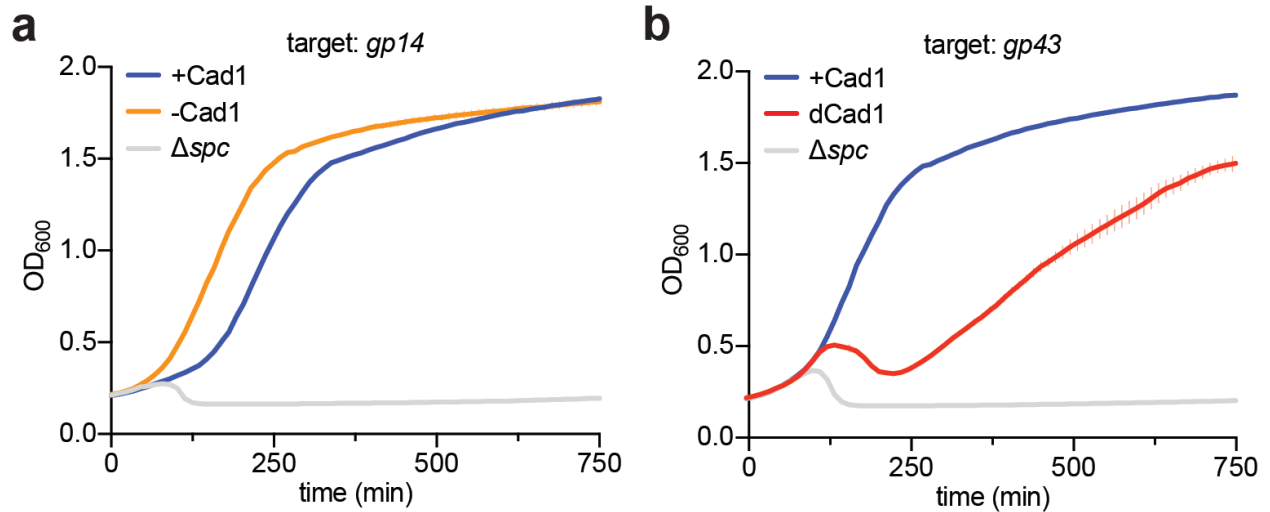 a
target: gp14
+Cad1
-Cad1
Δspc
2.0
1.5
1.0
0.5
0.0
OD600
0 250 500 750
time (min)
b
target: gp43
+Cad1
dCad1
Δspc
2.0
1.5
1.0
0.5
0.0
OD600
0 250 500 750
time (min)